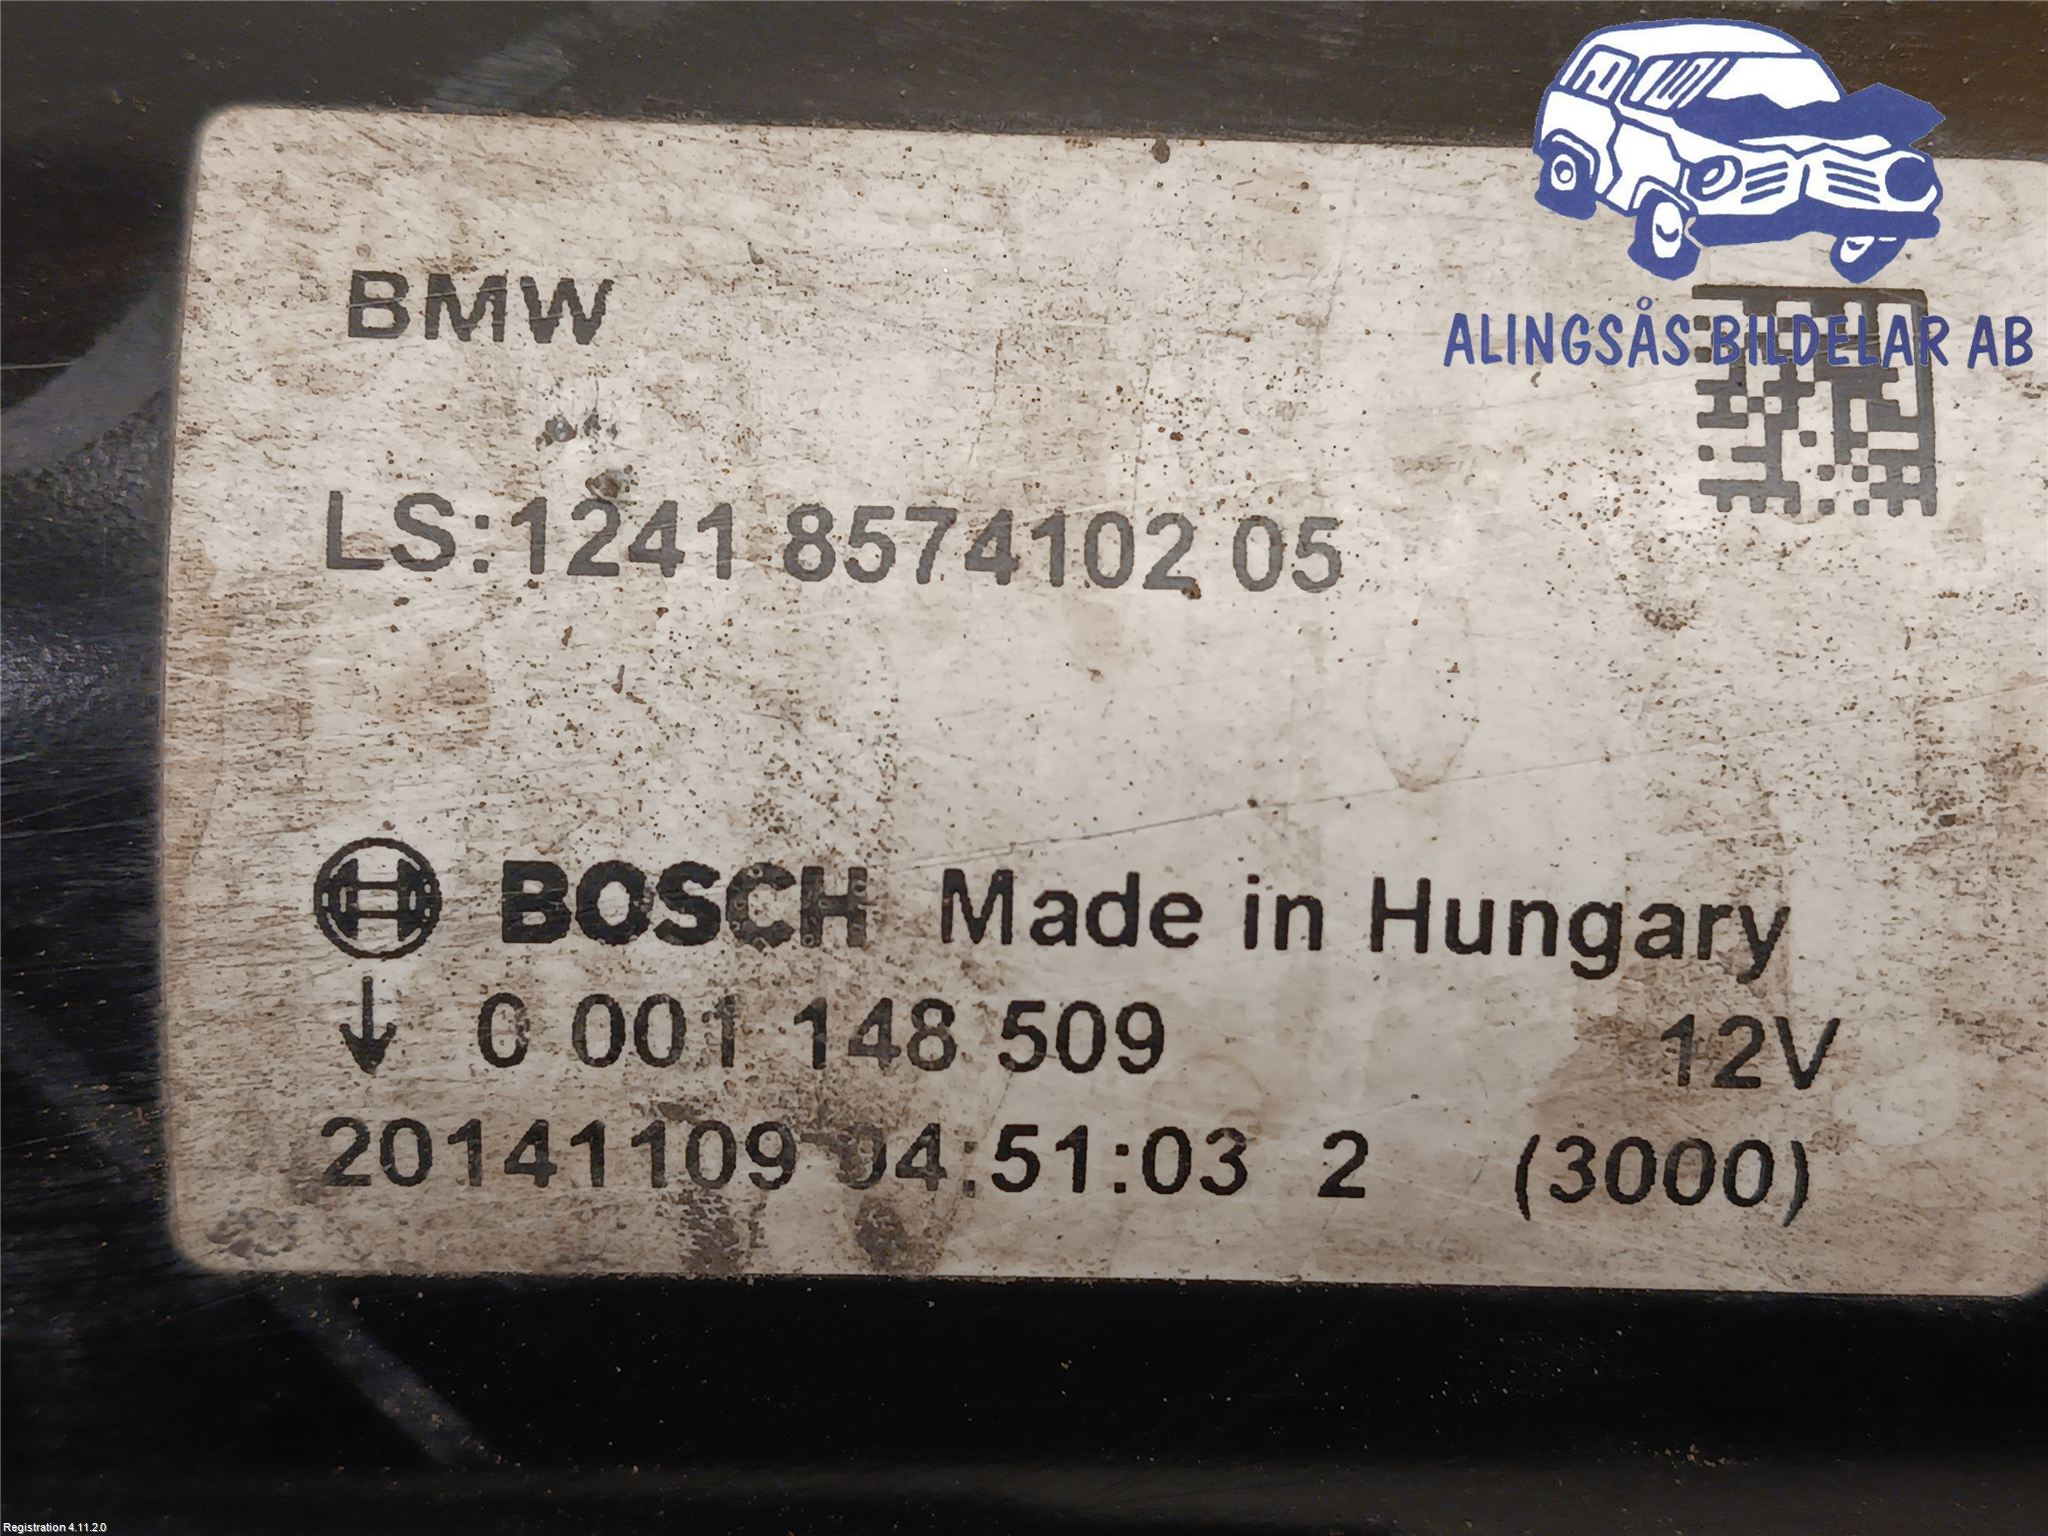 ALINGSÅS BILDELAR AB
BMW
LS:1241 8574102 05
BOSCH Made in Hungary
0 001 148 509 12V
20141109 04:51:03 2 (3000)
Registration 4.11.2.0